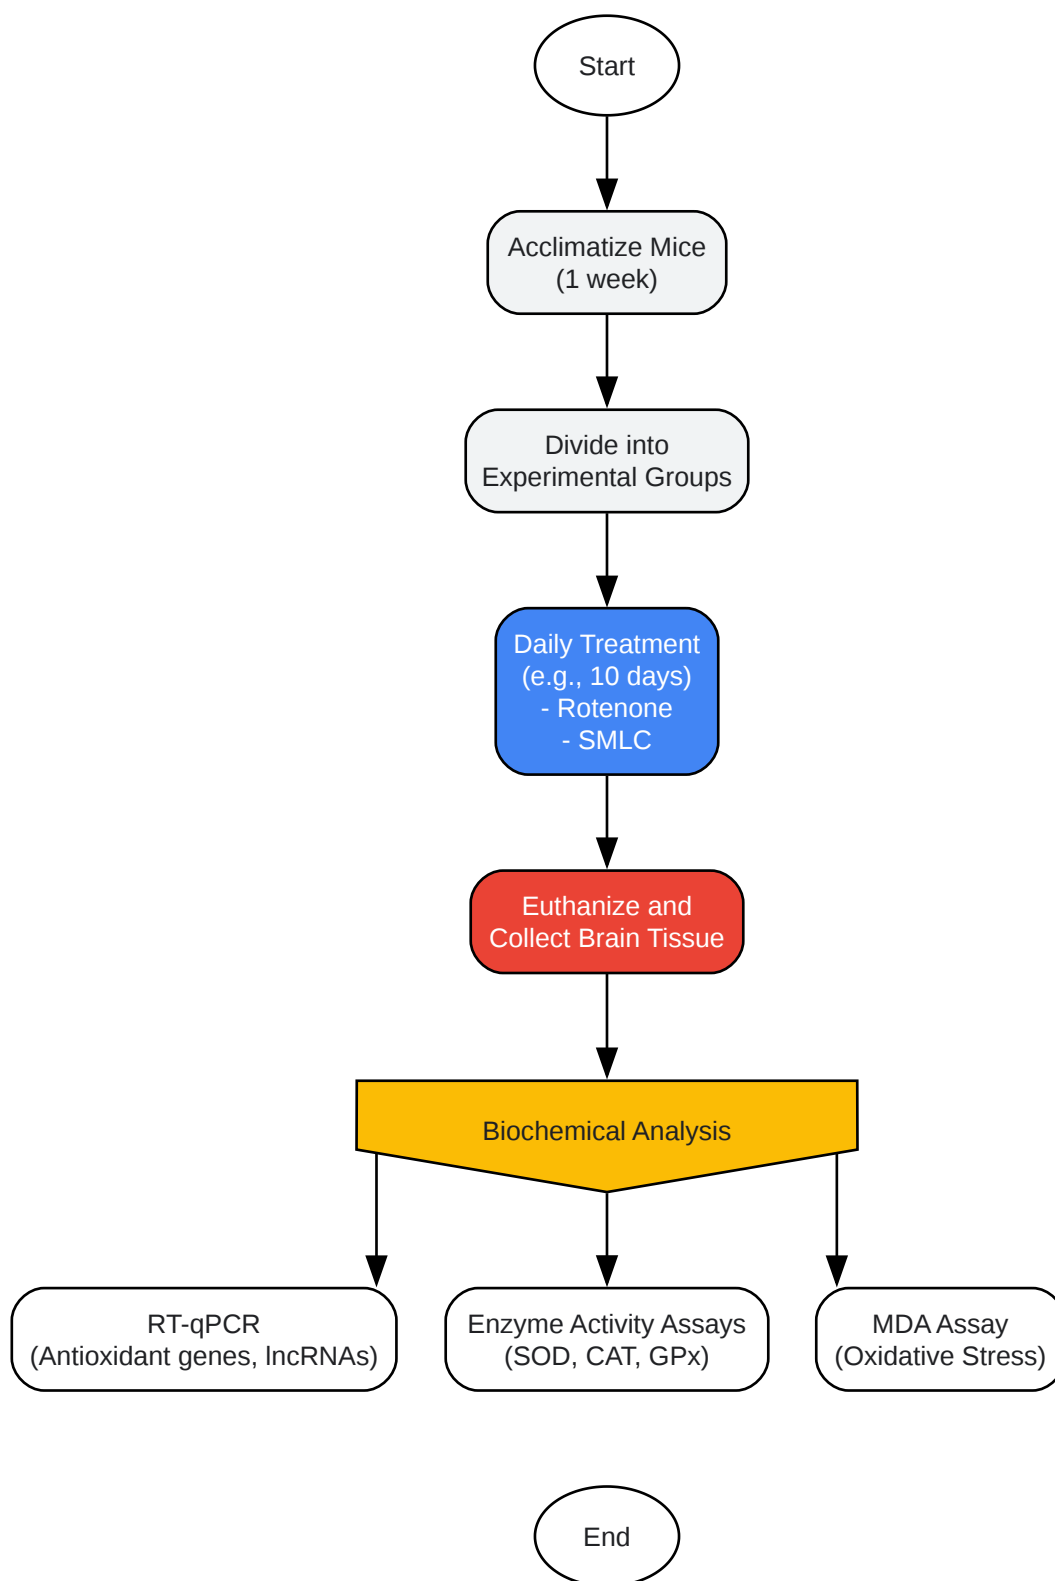 Start
Acclimatize Mice
(1 week)
Divide into
Experimental Groups
Daily Treatment
(e.g., 10 days)
- Rotenone
- SMLC
Euthanize and
Collect Brain Tissue
Biochemical Analysis
RT-qPCR
(Antioxidant genes, lncRNAs)
Enzyme Activity Assays
(SOD, CAT, GPx)
MDA Assay
(Oxidative Stress)
End